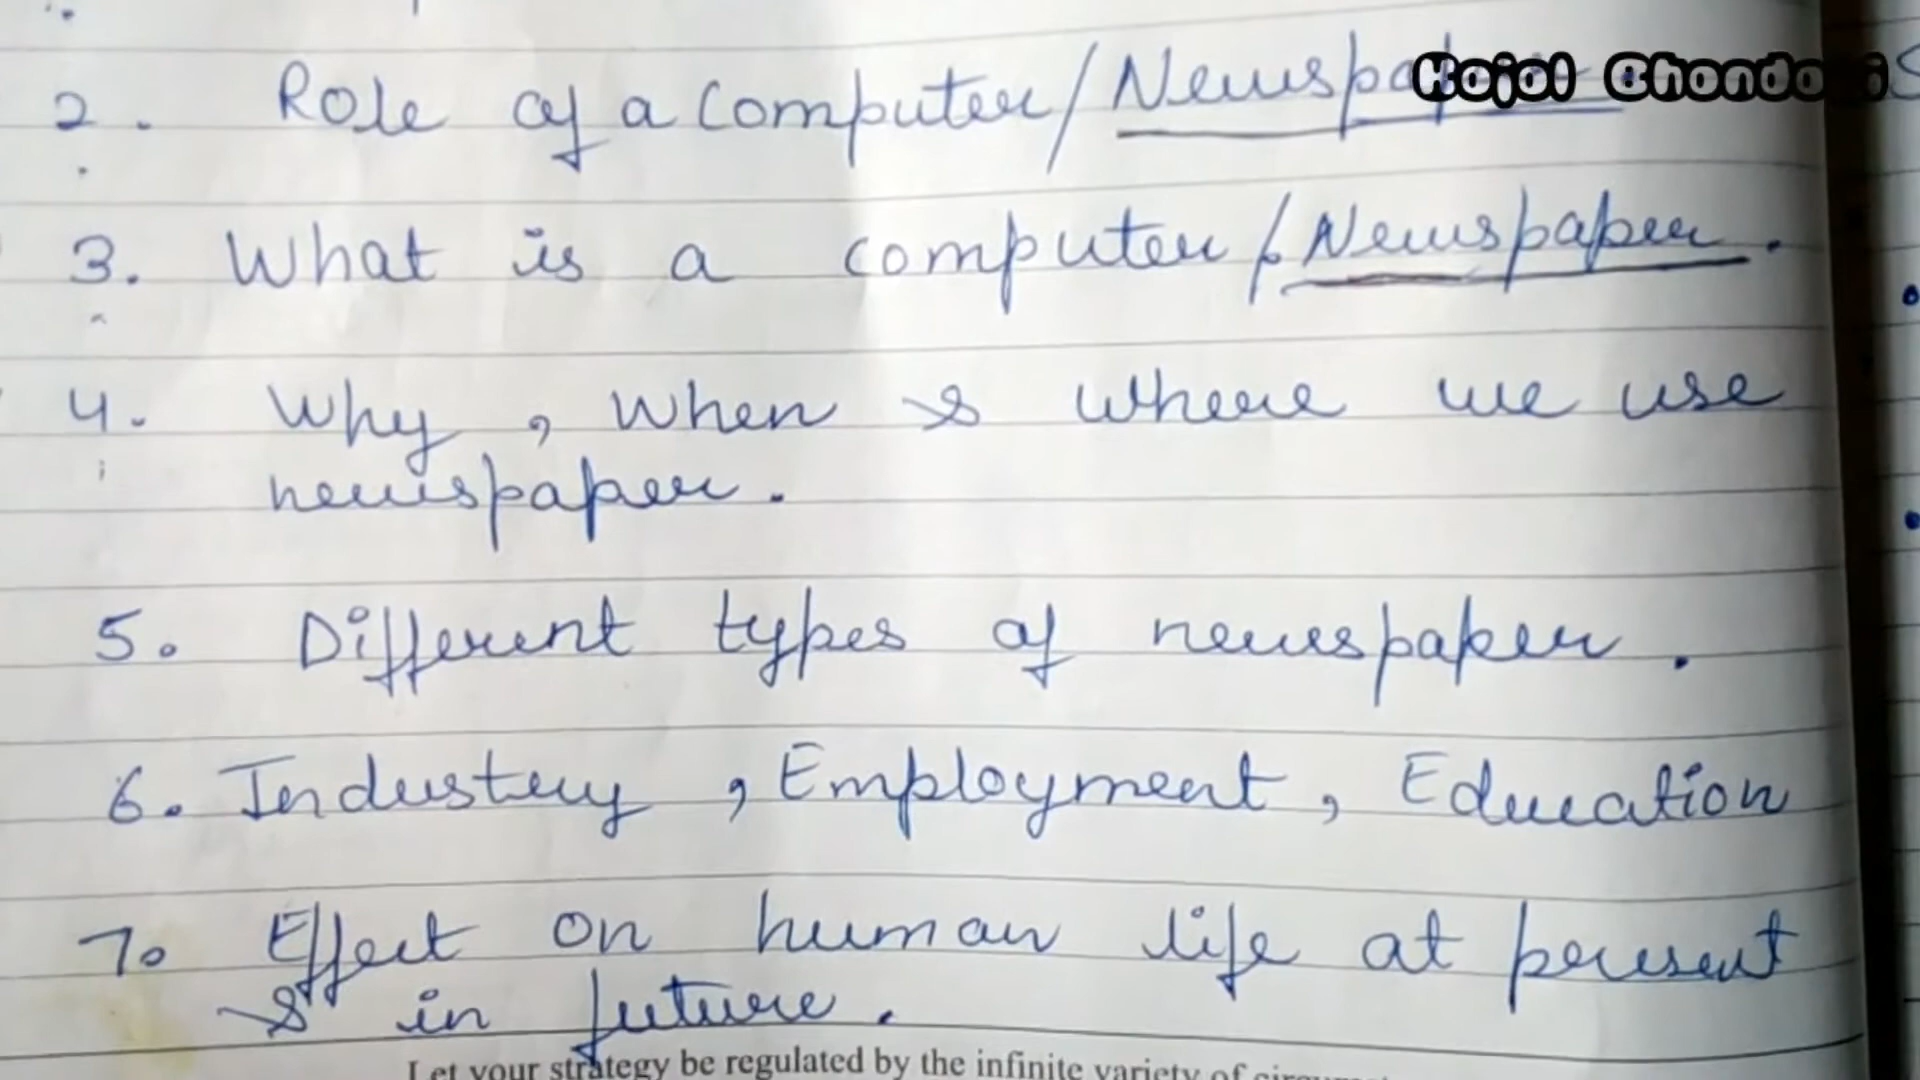 2. Role of a Computer/Newspaper
Kajal Bhandari
3. What is a computer/Newspaper.
4. Why, When & where we use
newspaper.
5. Different types of newspaper.
6. Industry, Employment, Education
7. Effect on human life at present
& in future.
Let your strategy be regulated by the infinite variety of